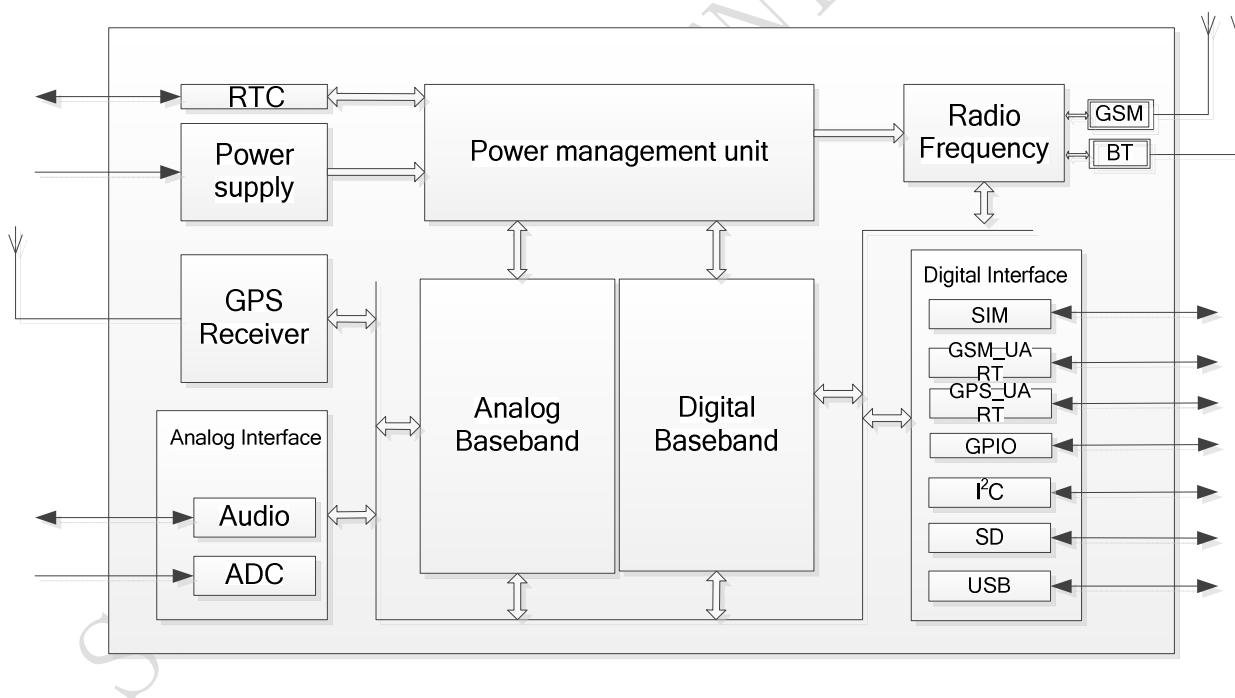 RTC
Power
supply
Power management unit
Radio
Frequency
GSM
BT
GPS
Receiver
Analog Interface
Audio
ADC
Analog
Baseband
Digital
Baseband
Digital Interface
SIM
GSM_UA
RT
GPS_UA
RT
GPIO
I²C
SD
USB